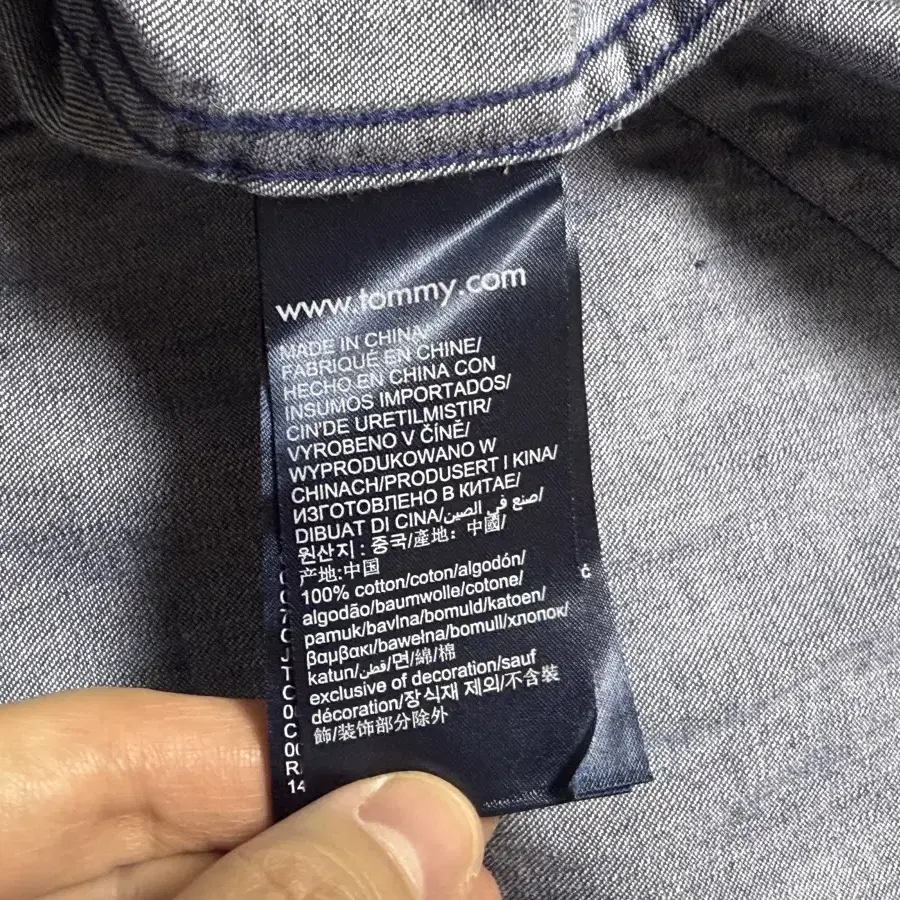 www.tommy.com
MADE IN CHINA/
FABRIQUÉ EN CHINE/
HECHO EN CHINA CON
INSUMOS IMPORTADOS/
CIN'DE URETILMISTIR/
VYROBENO V ČÍNĚ/
WYPRODUKOWANO W
CHINACH/PRODUSERT I KINA/
ИЗГОТОВЛЕНО В КИТАЕ/
DIBUAT DI CINA/صنع في الصين/
원산지 : 중국/產地：中國/
产地:中国
100% cotton/coton/algodón/
algodão/baumwolle/cotone/
pamuk/bavlna/bomuld/katoen/
βαμβακι/bawełna/bomull/хлопок/
katun/قطن/면/綿/棉
exclusive of decoration/sauf
décoration/장식재 제외/不含裝
飾/装饰部分除外